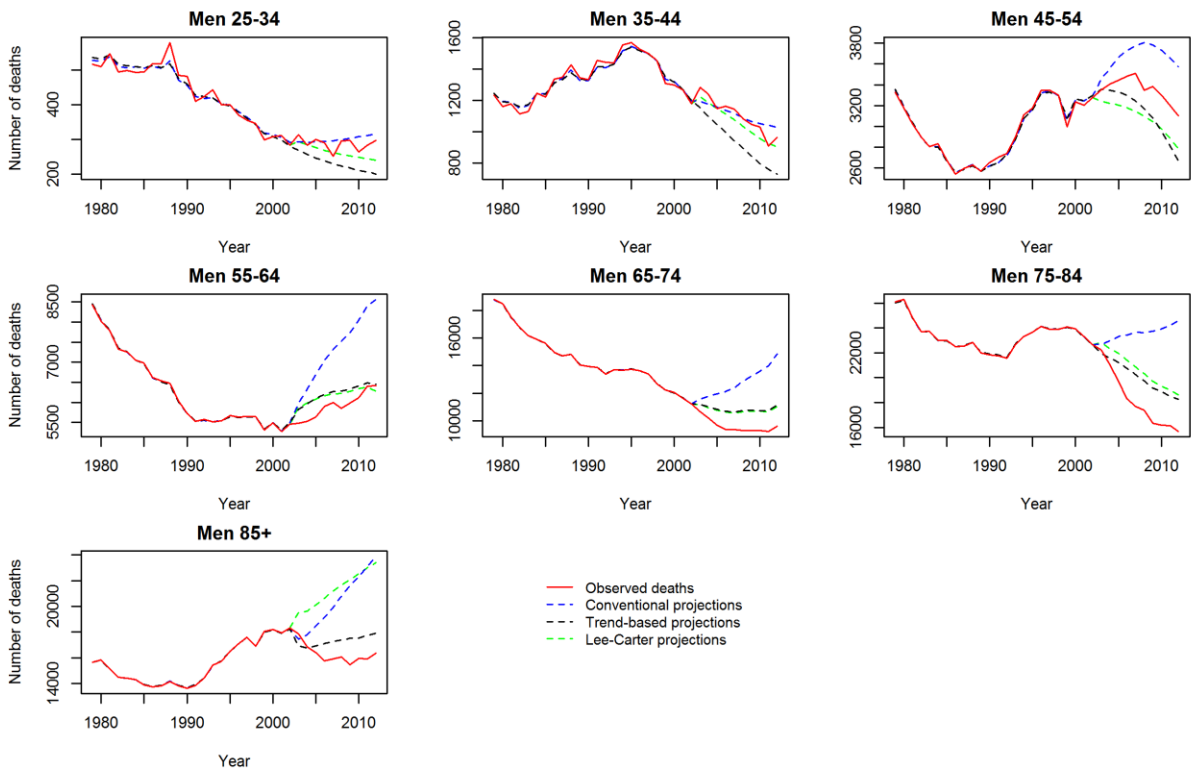 Men 25-34
Number of deaths
400
200
1980 1990 2000 2010
Year
Men 35-44
1600
1200
800
1980 1990 2000 2010
Year
Men 45-54
3800
3200
2600
1980 1990 2000 2010
Year
Men 55-64
Number of deaths
8500
7000
5500
1980 1990 2000 2010
Year
Men 65-74
16000
10000
1980 1990 2000 2010
Year
Men 75-84
22000
16000
1980 1990 2000 2010
Year
Men 85+
Number of deaths
20000
14000
1980 1990 2000 2010
Year
Observed deaths
Conventional projections
Trend-based projections
Lee-Carter projections